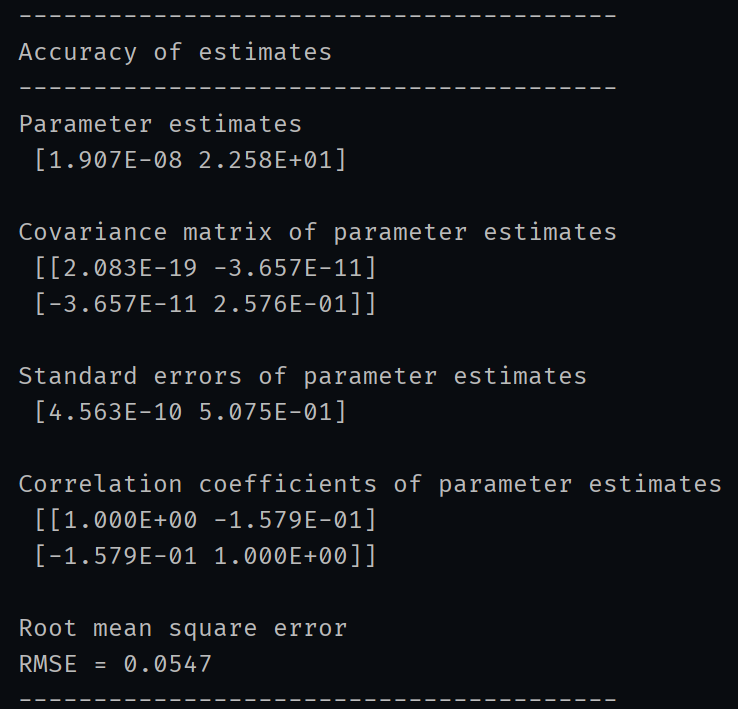 ----------------------------------------
Accuracy of estimates
----------------------------------------
Parameter estimates
[1.907E-08 2.258E+01]
Covariance matrix of parameter estimates
[[2.083E-19 -3.657E-11]
[-3.657E-11 2.576E-01]]
Standard errors of parameter estimates
[4.563E-10 5.075E-01]
Correlation coefficients of parameter estimates
[[1.000E+00 -1.579E-01]
[-1.579E-01 1.000E+00]]
Root mean square error
RMSE = 0.0547
----------------------------------------